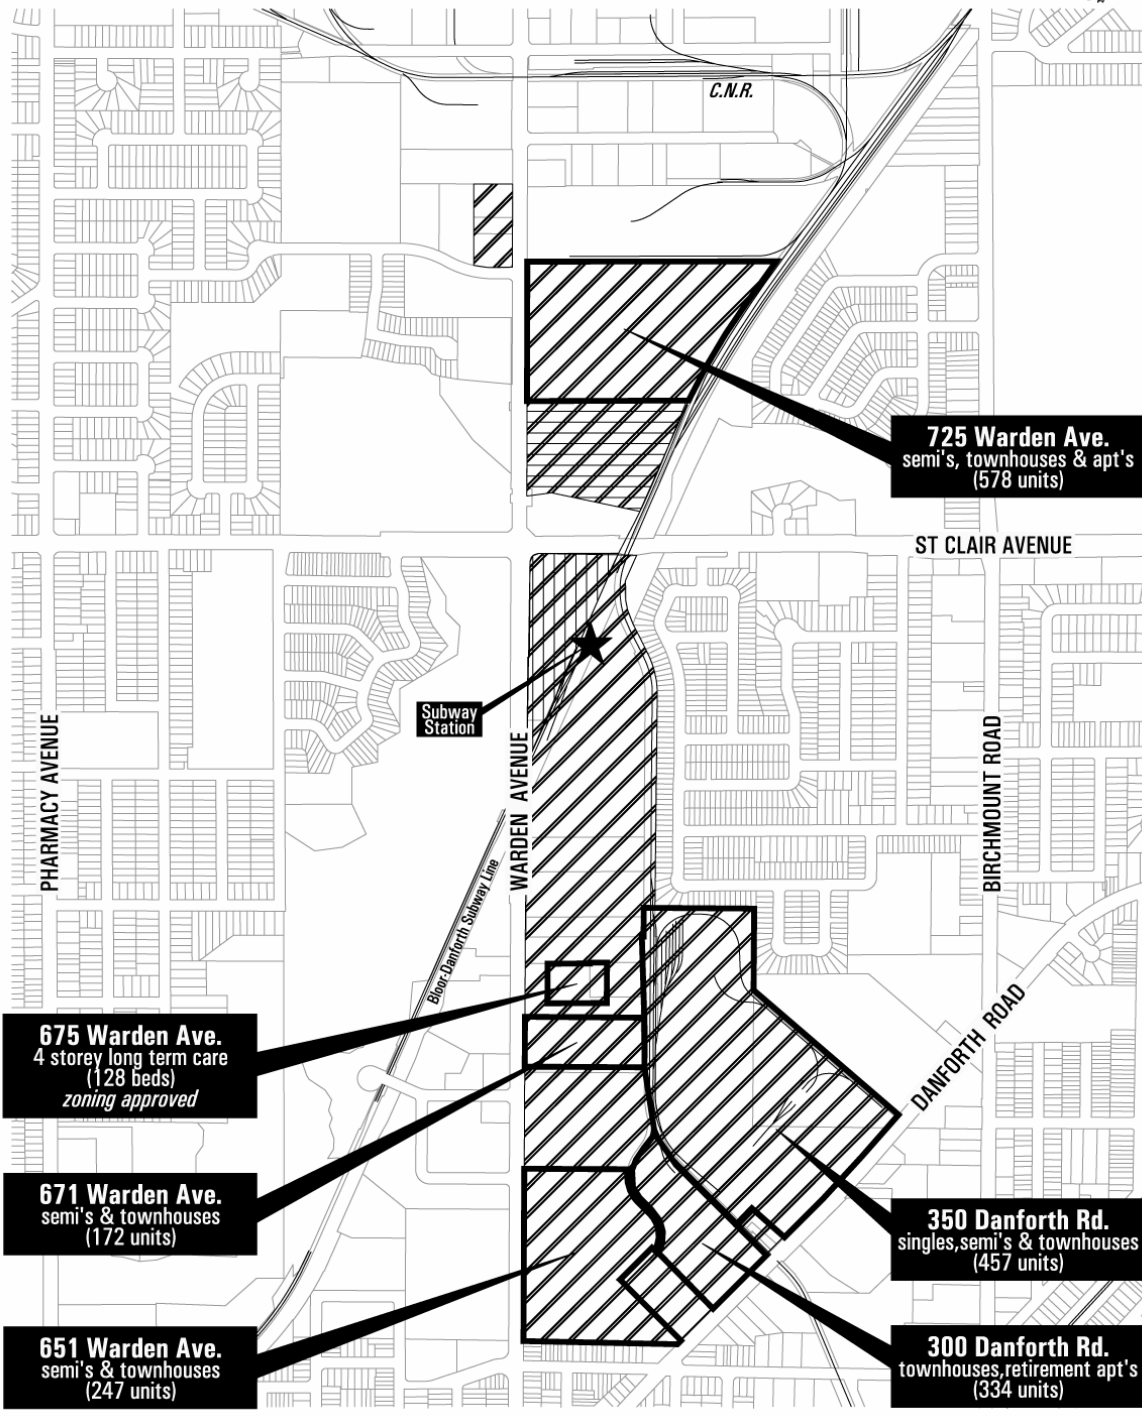 C.N.R.
725 Warden Ave.
semi's, townhouses & apt's
(578 units)
ST CLAIR AVENUE
Subway
Station
PHARMACY AVENUE
WARDEN AVENUE
BIRCHMOUNT ROAD
Bloor-Danforth Subway Line
DANFORTH ROAD
675 Warden Ave.
4 storey long term care
(128 beds)
zoning approved
671 Warden Ave.
semi's & townhouses
(172 units)
350 Danforth Rd.
singles,semi's & townhouses
(457 units)
651 Warden Ave.
semi's & townhouses
(247 units)
300 Danforth Rd.
townhouses,retirement apt's
(334 units)